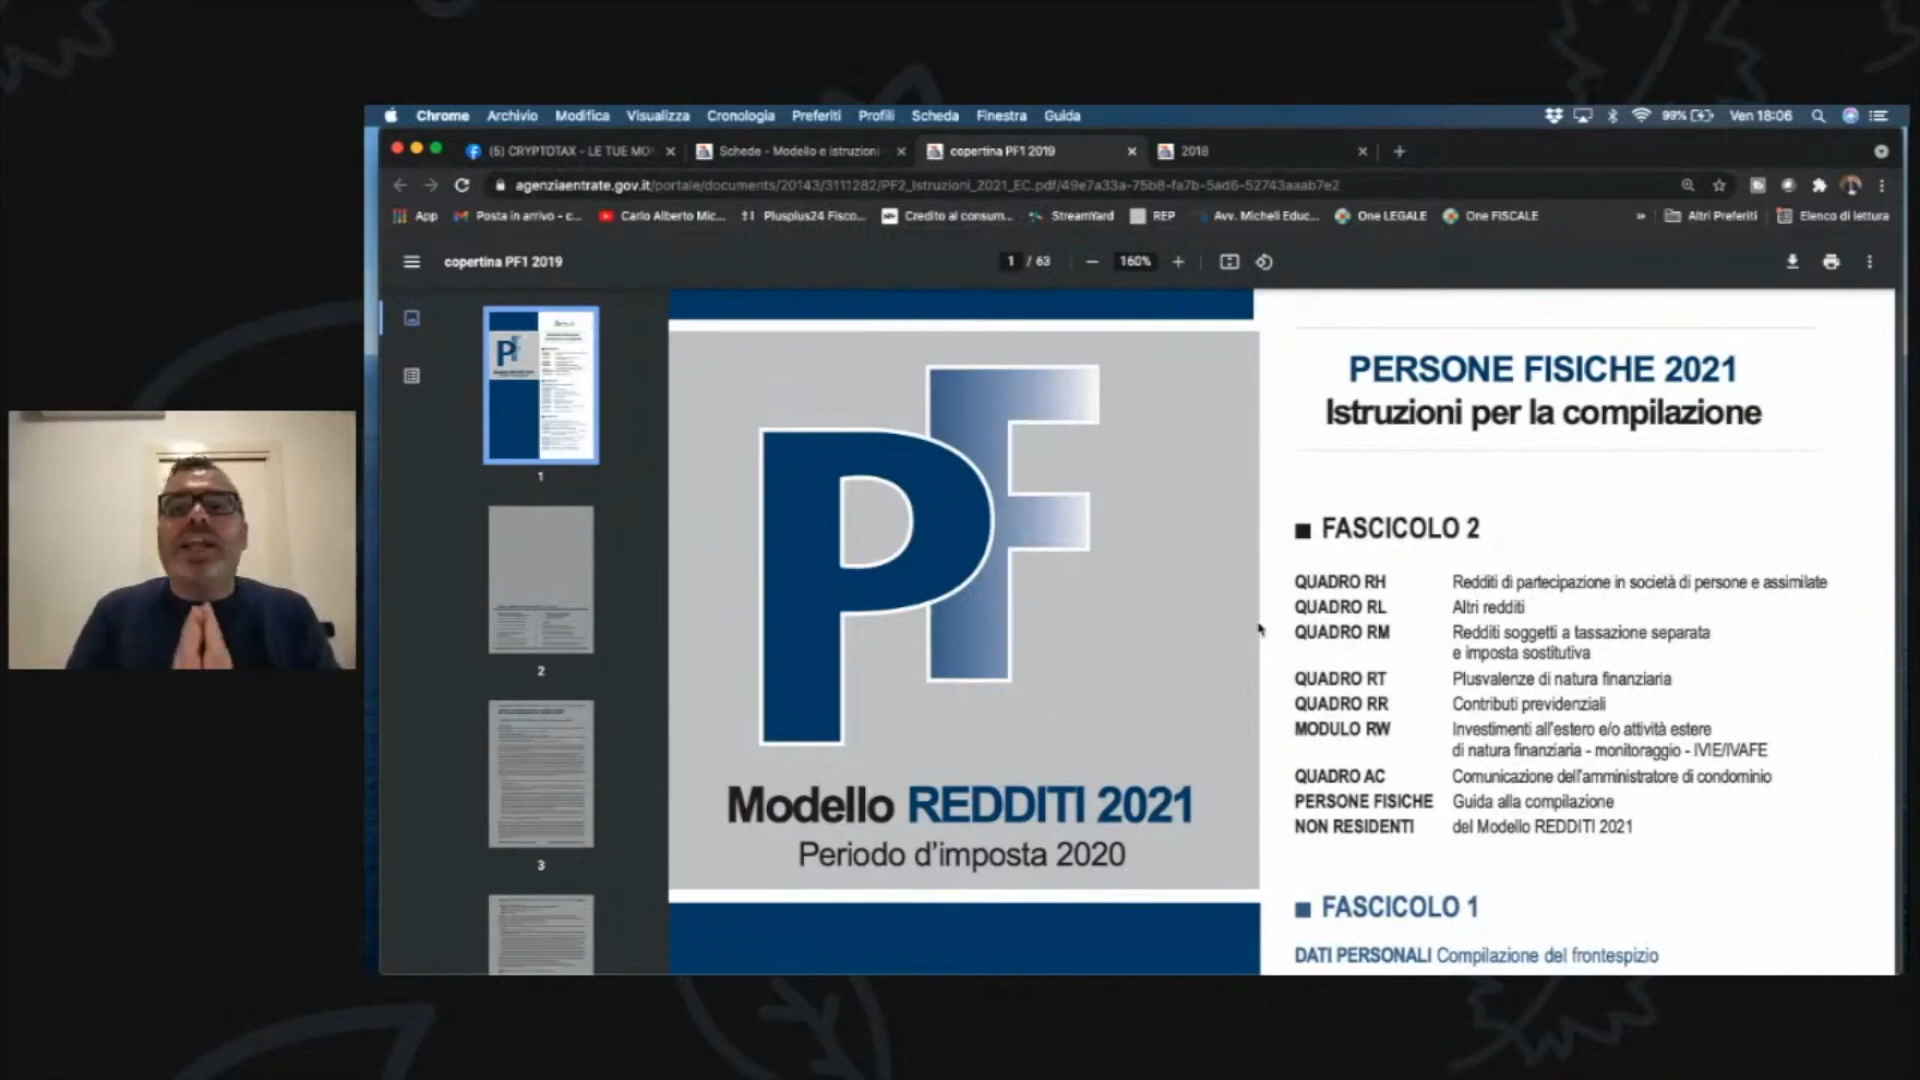 Chrome Archivio Modifica Visualizza Cronologia Preferiti Profili Scheda Finestra Guida 99% Ven 18:06
(5) CRYPTOTAX - LE TUE MO Schede - Modello e istruzioni copertina PF1 2019 2018
agenziaentrate.gov.it/portale/documents/20143/3111282/PF2_Istruzioni_2021_EC.pdf/49e7a33a-75b8-fa7b-5ad6-52743aaab7e2
App Posta in arrivo - c... Carlo Alberto Mic... Plusplus24 Fisco... Credito al consum... StreamYard REP Avv. Micheli Educ... One LEGALE One FISCALE » Altri Preferiti Elenco di lettura
copertina PF1 2019 1 / 63 — 160% +
1
2
3
PF
Modello REDDITI 2021
Periodo d'imposta 2020
PERSONE FISICHE 2021
Istruzioni per la compilazione
■ FASCICOLO 2
QUADRO RH Redditi di partecipazione in società di persone e assimilate
QUADRO RL Altri redditi
QUADRO RM Redditi soggetti a tassazione separata
e imposta sostitutiva
QUADRO RT Plusvalenze di natura finanziaria
QUADRO RR Contributi previdenziali
MODULO RW Investimenti all'estero e/o attività estere
di natura finanziaria - monitoraggio - IVIE/IVAFE
QUADRO AC Comunicazione dell'amministratore di condominio
PERSONE FISICHE Guida alla compilazione
NON RESIDENTI del Modello REDDITI 2021
■ FASCICOLO 1
DATI PERSONALI Compilazione del frontespizio